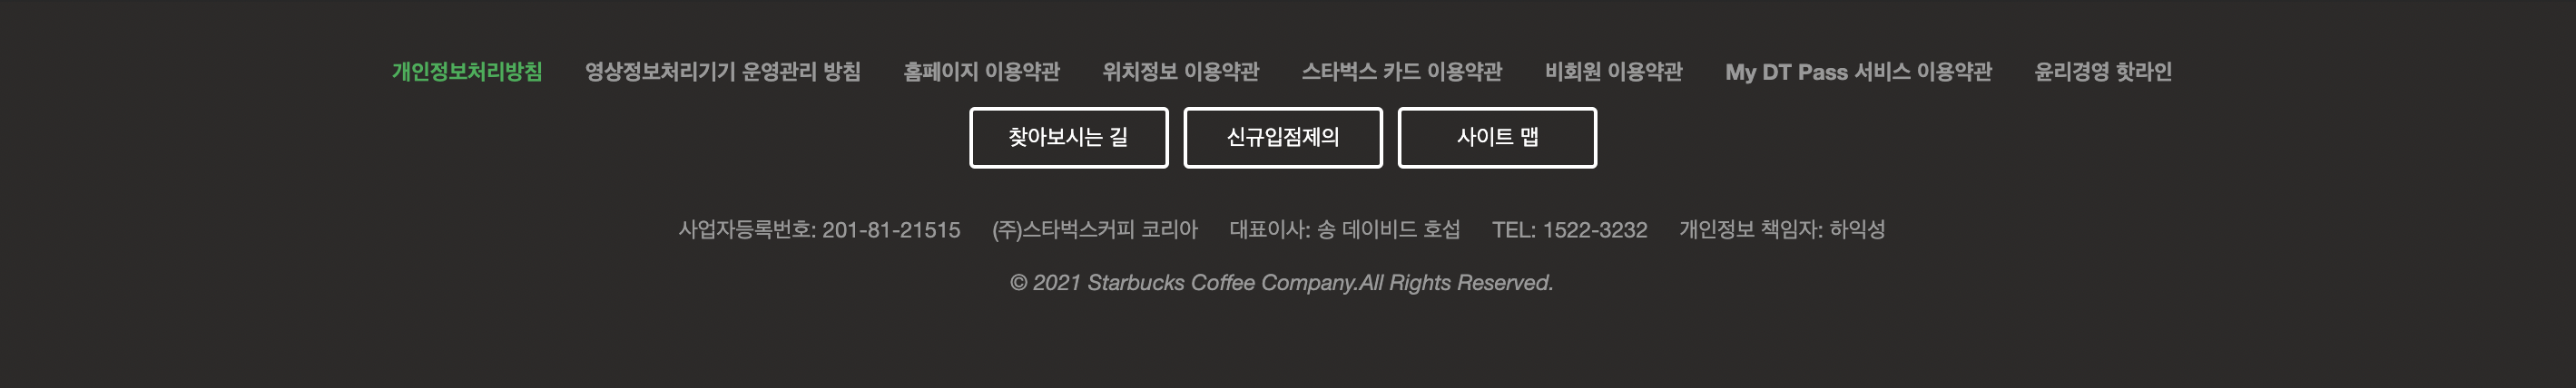 개인정보처리방침 영상정보처리기기 운영관리 방침 홈페이지 이용약관 위치정보 이용약관 스타벅스 카드 이용약관 비회원 이용약관 My DT Pass 서비스 이용약관 윤리경영 핫라인
찾아보시는 길 신규입점제의 사이트 맵
사업자등록번호: 201-81-21515 (주)스타벅스커피 코리아 대표이사: 송 데이비드 호섭 TEL: 1522-3232 개인정보 책임자: 하익성
© 2021 Starbucks Coffee Company.All Rights Reserved.